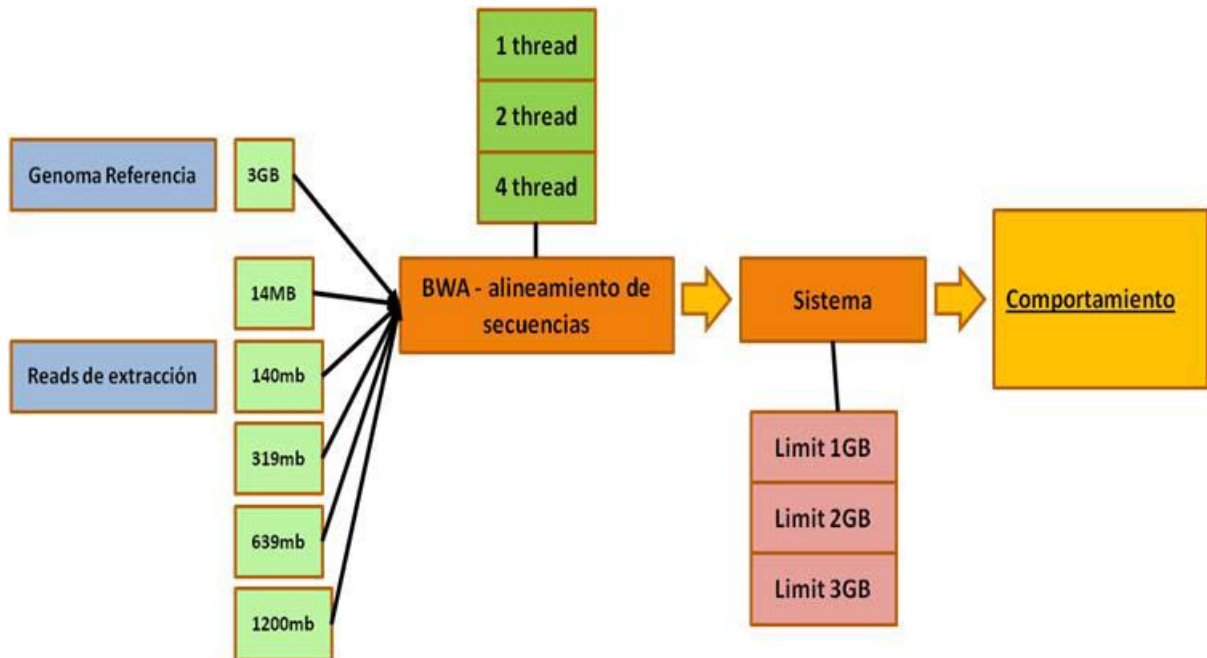 1 thread
2 thread
4 thread
Genoma Referencia
3GB
14MB
BWA - alineamiento de
secuencias
Sistema
Comportamiento
Reads de extracción
140mb
319mb
639mb
1200mb
Limit 1GB
Limit 2GB
Limit 3GB